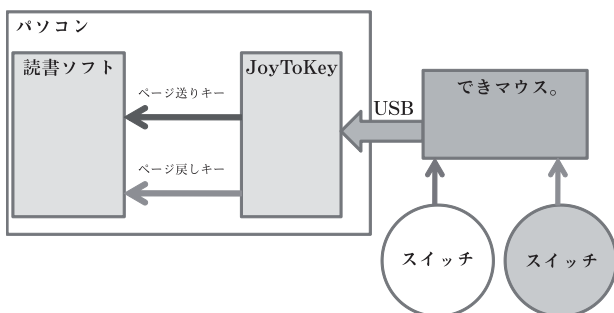 パソコン
読書ソフト
JoyToKey
できマウス。
ページ送りキー
USB
ページ戻しキー
スイッチ
スイッチ